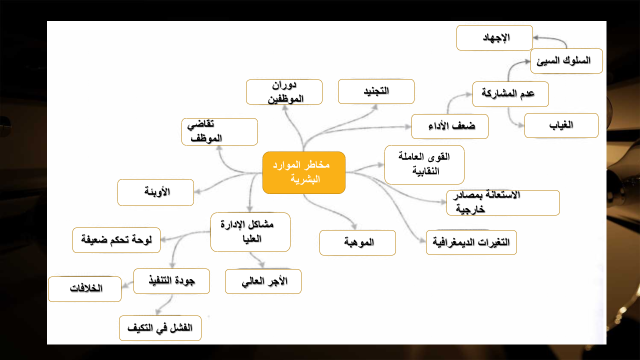 الإجهاد
السلوك السيئ
دوران
الموظفين
التجنيد
عدم المشاركة
تقاضي
الموظف
ضعف الأداء
الغياب
مخاطر الموارد
البشرية
القوى العاملة
النقابية
الأوبئة
الاستعانة بمصادر
خارجية
مشاكل الإدارة
العليا
لوحة تحكم ضعيفة
الموهبة
التغيرات الديمغرافية
الخلافات
جودة التنفيذ
الأجر العالي
الفشل في التكيف